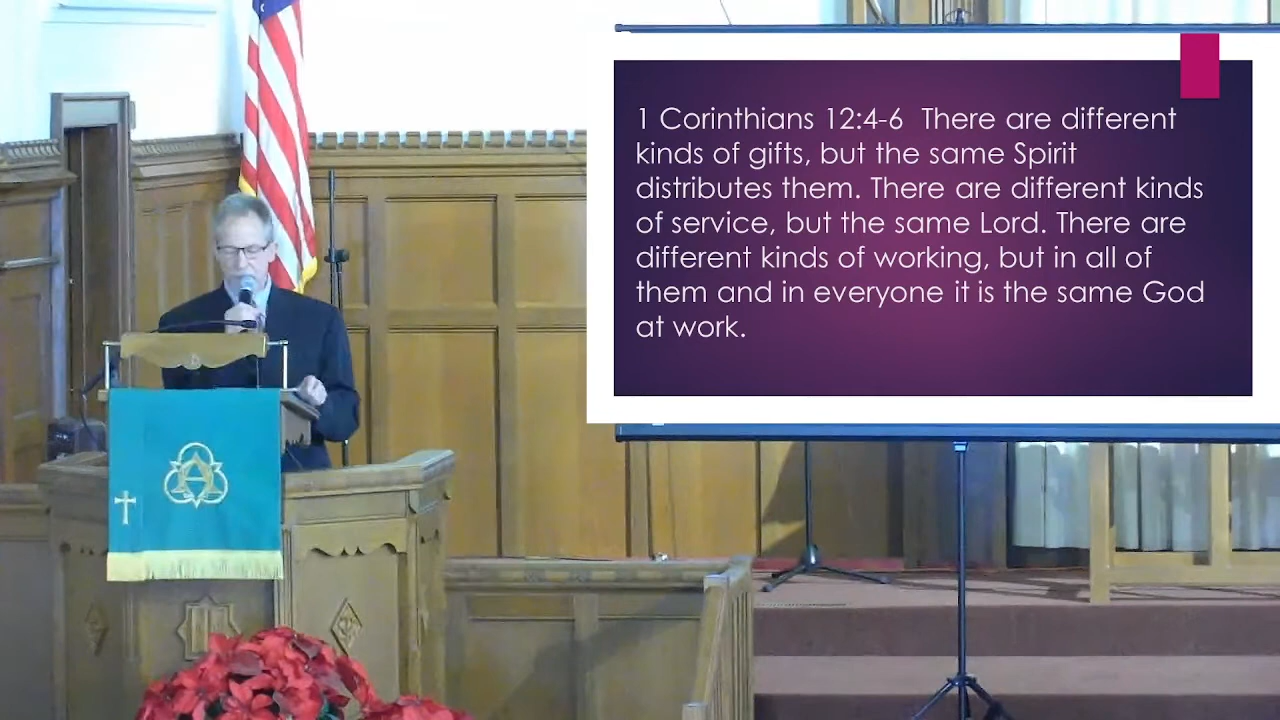 1 Corinthians 12:4-6 There are different
kinds of gifts, but the same Spirit
distributes them. There are different kinds
of service, but the same Lord. There are
different kinds of working, but in all of
them and in everyone it is the same God
at work.